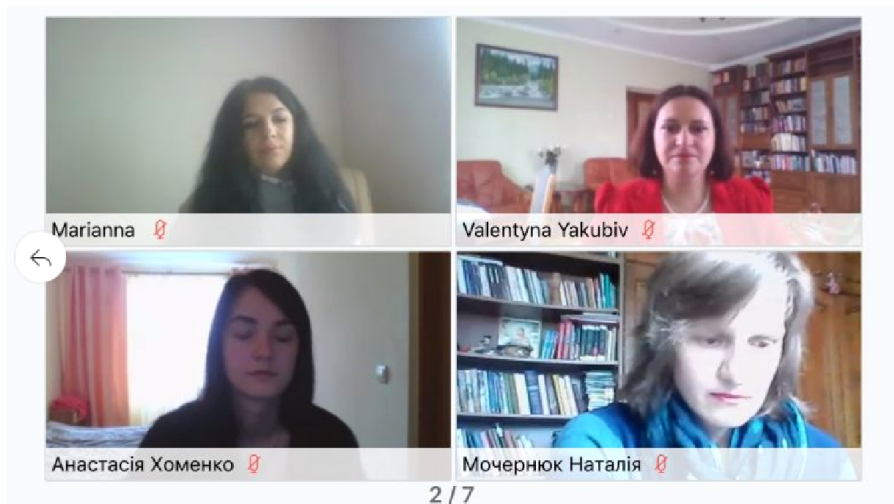 Marianna
Valentyna Yakubiv
Анастасія Хоменко
Мочернюк Наталія
2 / 7